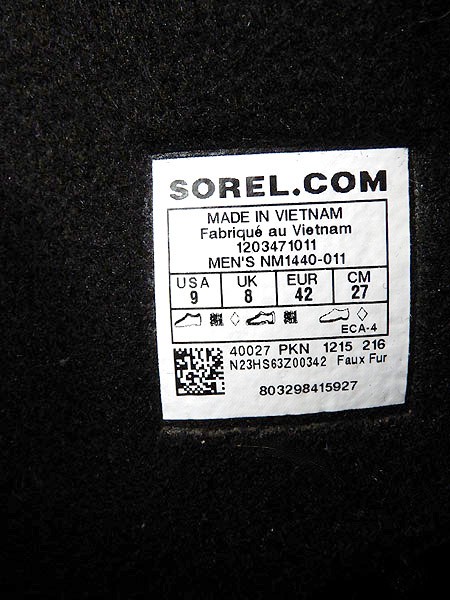 SOREL.COM
MADE IN VIETNAM
Fabriqué au Vietnam
1203471011
MEN'S NM1440-011
USA UK EUR CM
9 8 42 27
ECA-4
40027 PKN 1215 216
N23HS63Z00342 Faux Fur
803298415927